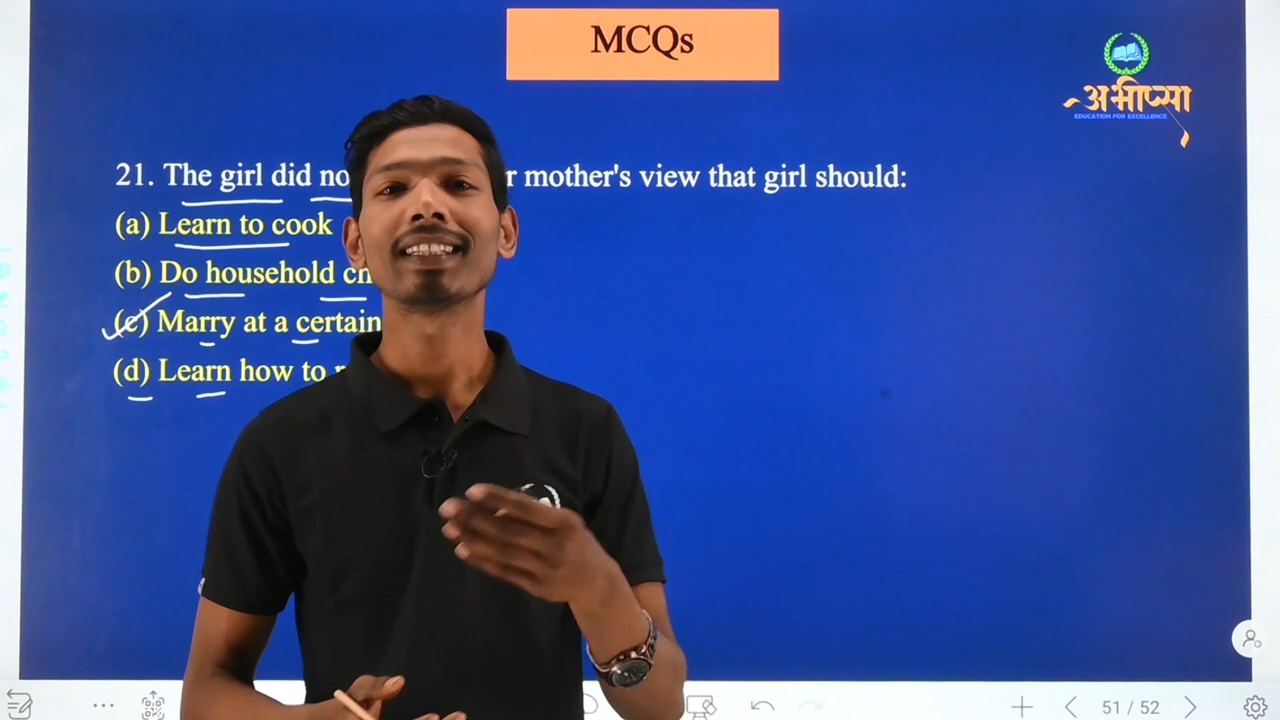 MCQs
अभीप्सा
EDUCATION FOR EXCELLENCE
21. The girl did mother's view that girl should:
(a) Learn to cook
(b) Do household
(c) Marry at a certain
(d) Learn how to
51 / 52